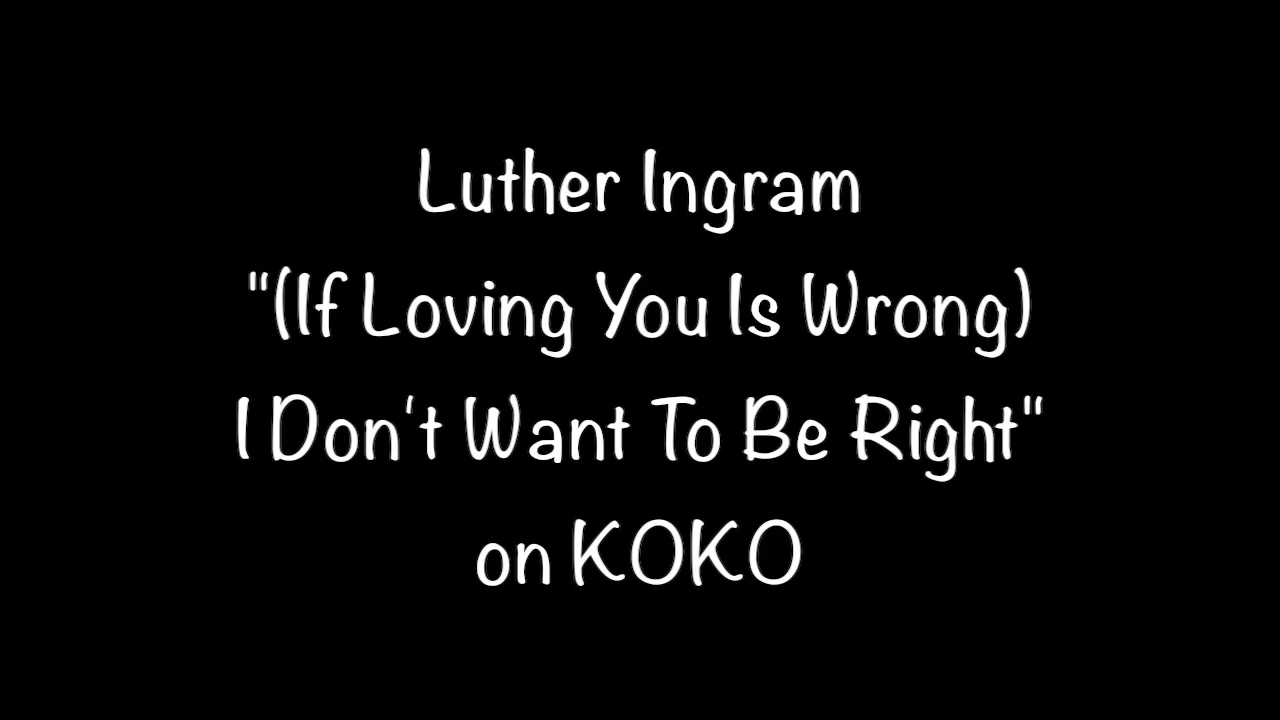 Luther Ingram
"(If Loving You Is Wrong)
I Don't Want To Be Right"
on KOKO